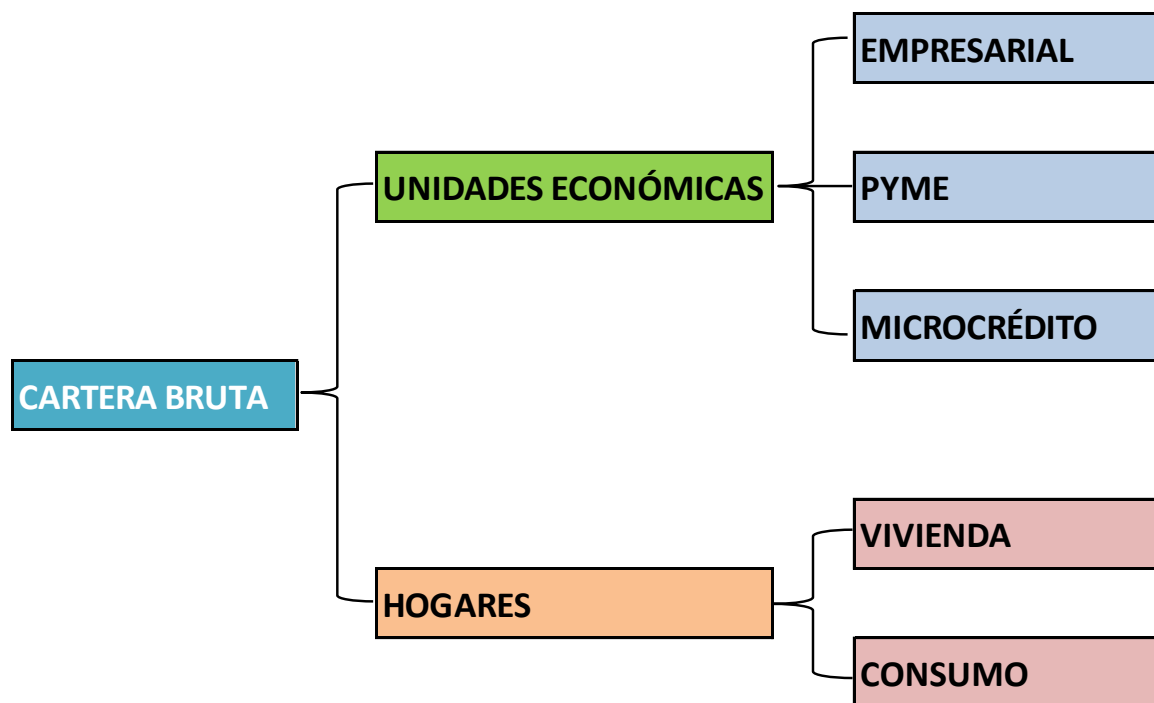 CARTERA BRUTA
UNIDADES ECONÓMICAS
EMPRESARIAL
PYME
MICROCRÉDITO
HOGARES
VIVIENDA
CONSUMO